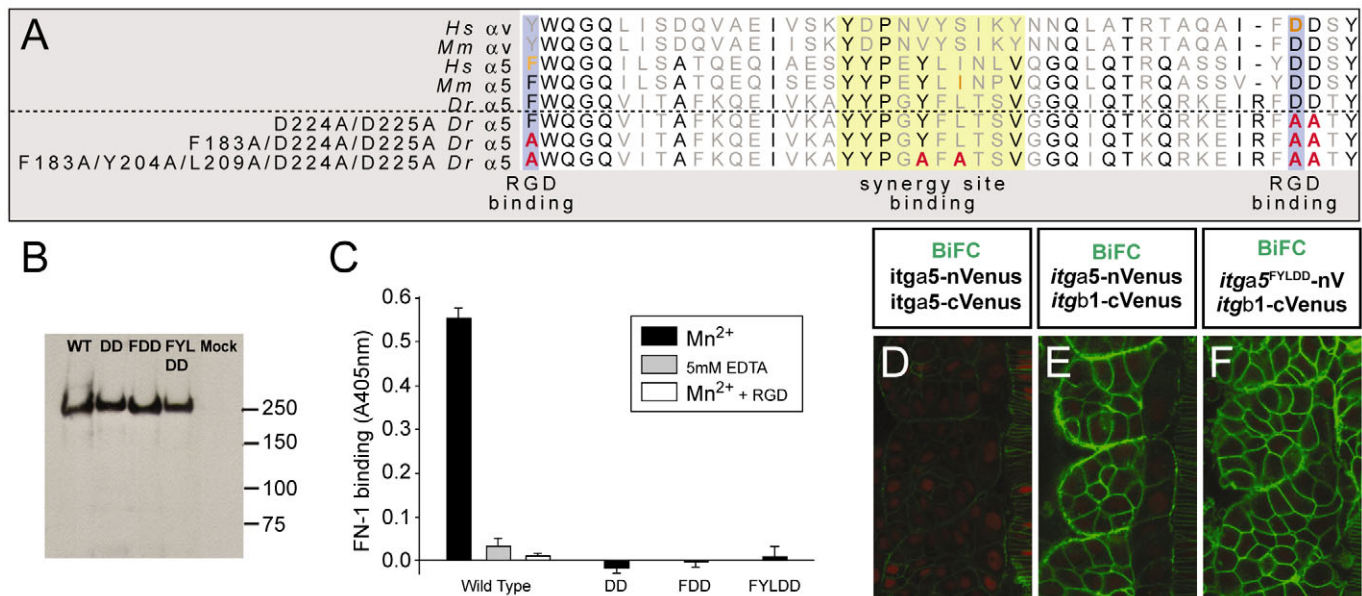 A
Hs αv YWQGQLISDQVAEIVSKYDPNVYSIKYNNQLATRTAQAI-FDDSY
Mm αv YWQGQLISDQVAEIISKYDPNVYSIKYNNQLATRTAQAI-FDDSY
Hs α5 FWQGQILSATQEQIAESYYPEYLINLVQGQLQTRQASSI-YDDSY
Mm α5 FWQGQILSATQEQISESYYPEYLINPVQGQLQTRQASSV-YDDSY
Dr α5 FWQGQVITAFKQEIVKAYYPGYFLTSVGGQIQTKQRKEIRFDDTY
D224A/D225A Dr α5 FWQGQVITAFKQEIVKAYYPGYFLTSVGGQIQTKQRKEIRFAATY
F183A/D224A/D225A Dr α5 AWQGQVITAFKQEIVKAYYPGYFLTSVGGQIQTKQRKEIRFAATY
F183A/Y204A/L209A/D224A/D225A Dr α5 AWQGQVITAFKQEIVKAYYPGAFATSVGGQIQTKQRKEIRFAATY
RGD binding
synergy site binding
RGD binding
B
WT DD FDD FYL DD Mock
250
150
100
75
C
FN-1 binding (A405nm)
0.6
0.5
0.4
0.3
0.2
0.1
0.0
Mn2+
5mM EDTA
Mn2+ + RGD
Wild Type DD FDD FYLDD
BiFC
itga5-nVenus
itga5-cVenus
BiFC
itga5-nVenus
itgb1-cVenus
BiFC
itga5FYLDD-nV
itgb1-cVenus
D
E
F